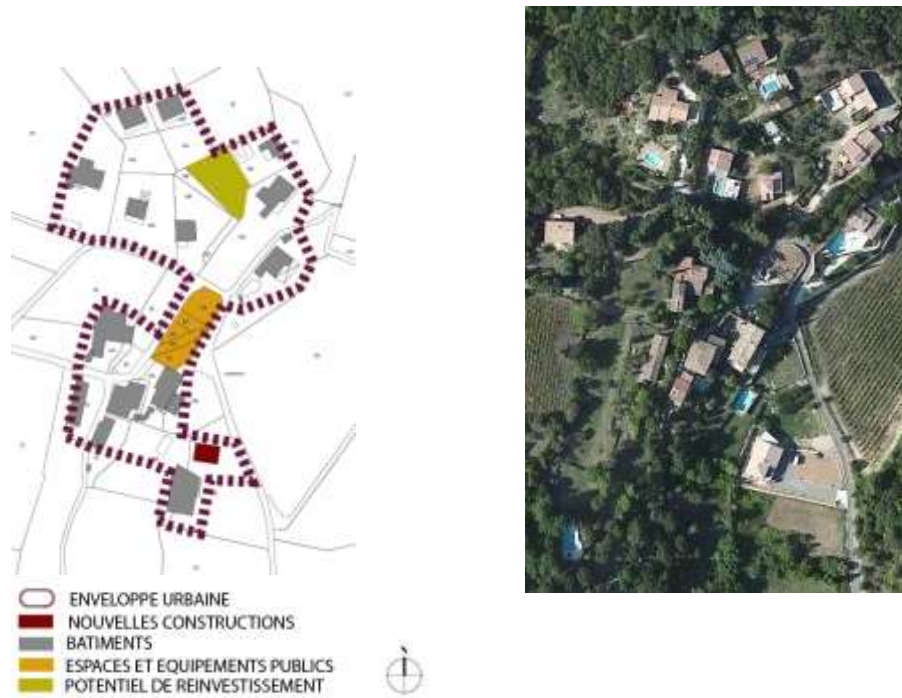 ENVELOPPE URBAINE
NOUVELLES CONSTRUCTIONS
BATIMENTS
ESPACES ET EQUIPEMENTS PUBLICS
POTENTIEL DE REINVESTISSEMENT